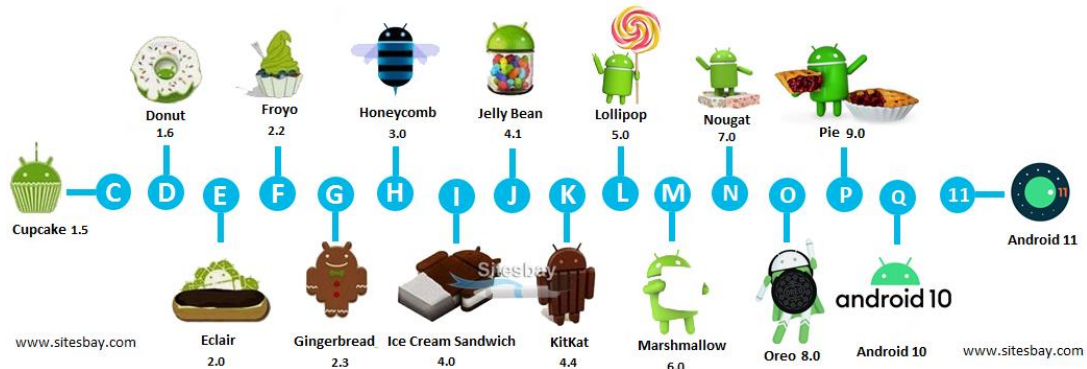 Donut
1.6
Froyo
2.2
Honeycomb
3.0
Jelly Bean
4.1
Lollipop
5.0
Nougat
7.0
Pie 9.0
Cupcake 1.5
C
D
E
F
G
H
I
J
K
L
M
N
O
P
Q
11
11
Android 11
Sitesbay
Eclair
2.0
Gingerbread
2.3
Ice Cream Sandwich
4.0
KitKat
4.4
Marshmallow
6.0
Oreo 8.0
android 10
Android 10
www.sitesbay.com
www.sitesbay.com